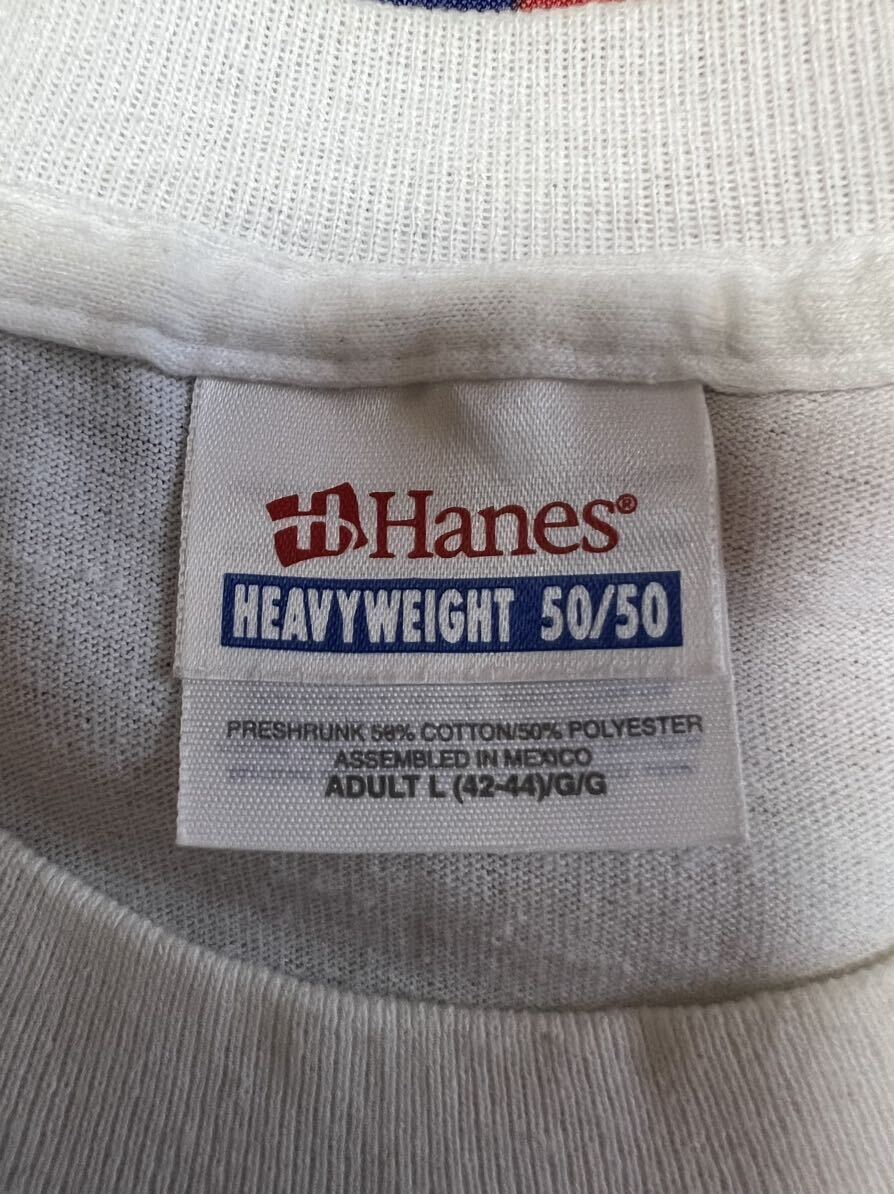 Hanes®
HEAVYWEIGHT 50/50
PRESHRUNK 50% COTTON/50% POLYESTER
ASSEMBLED IN MEXICO
ADULT L (42-44)/G/G